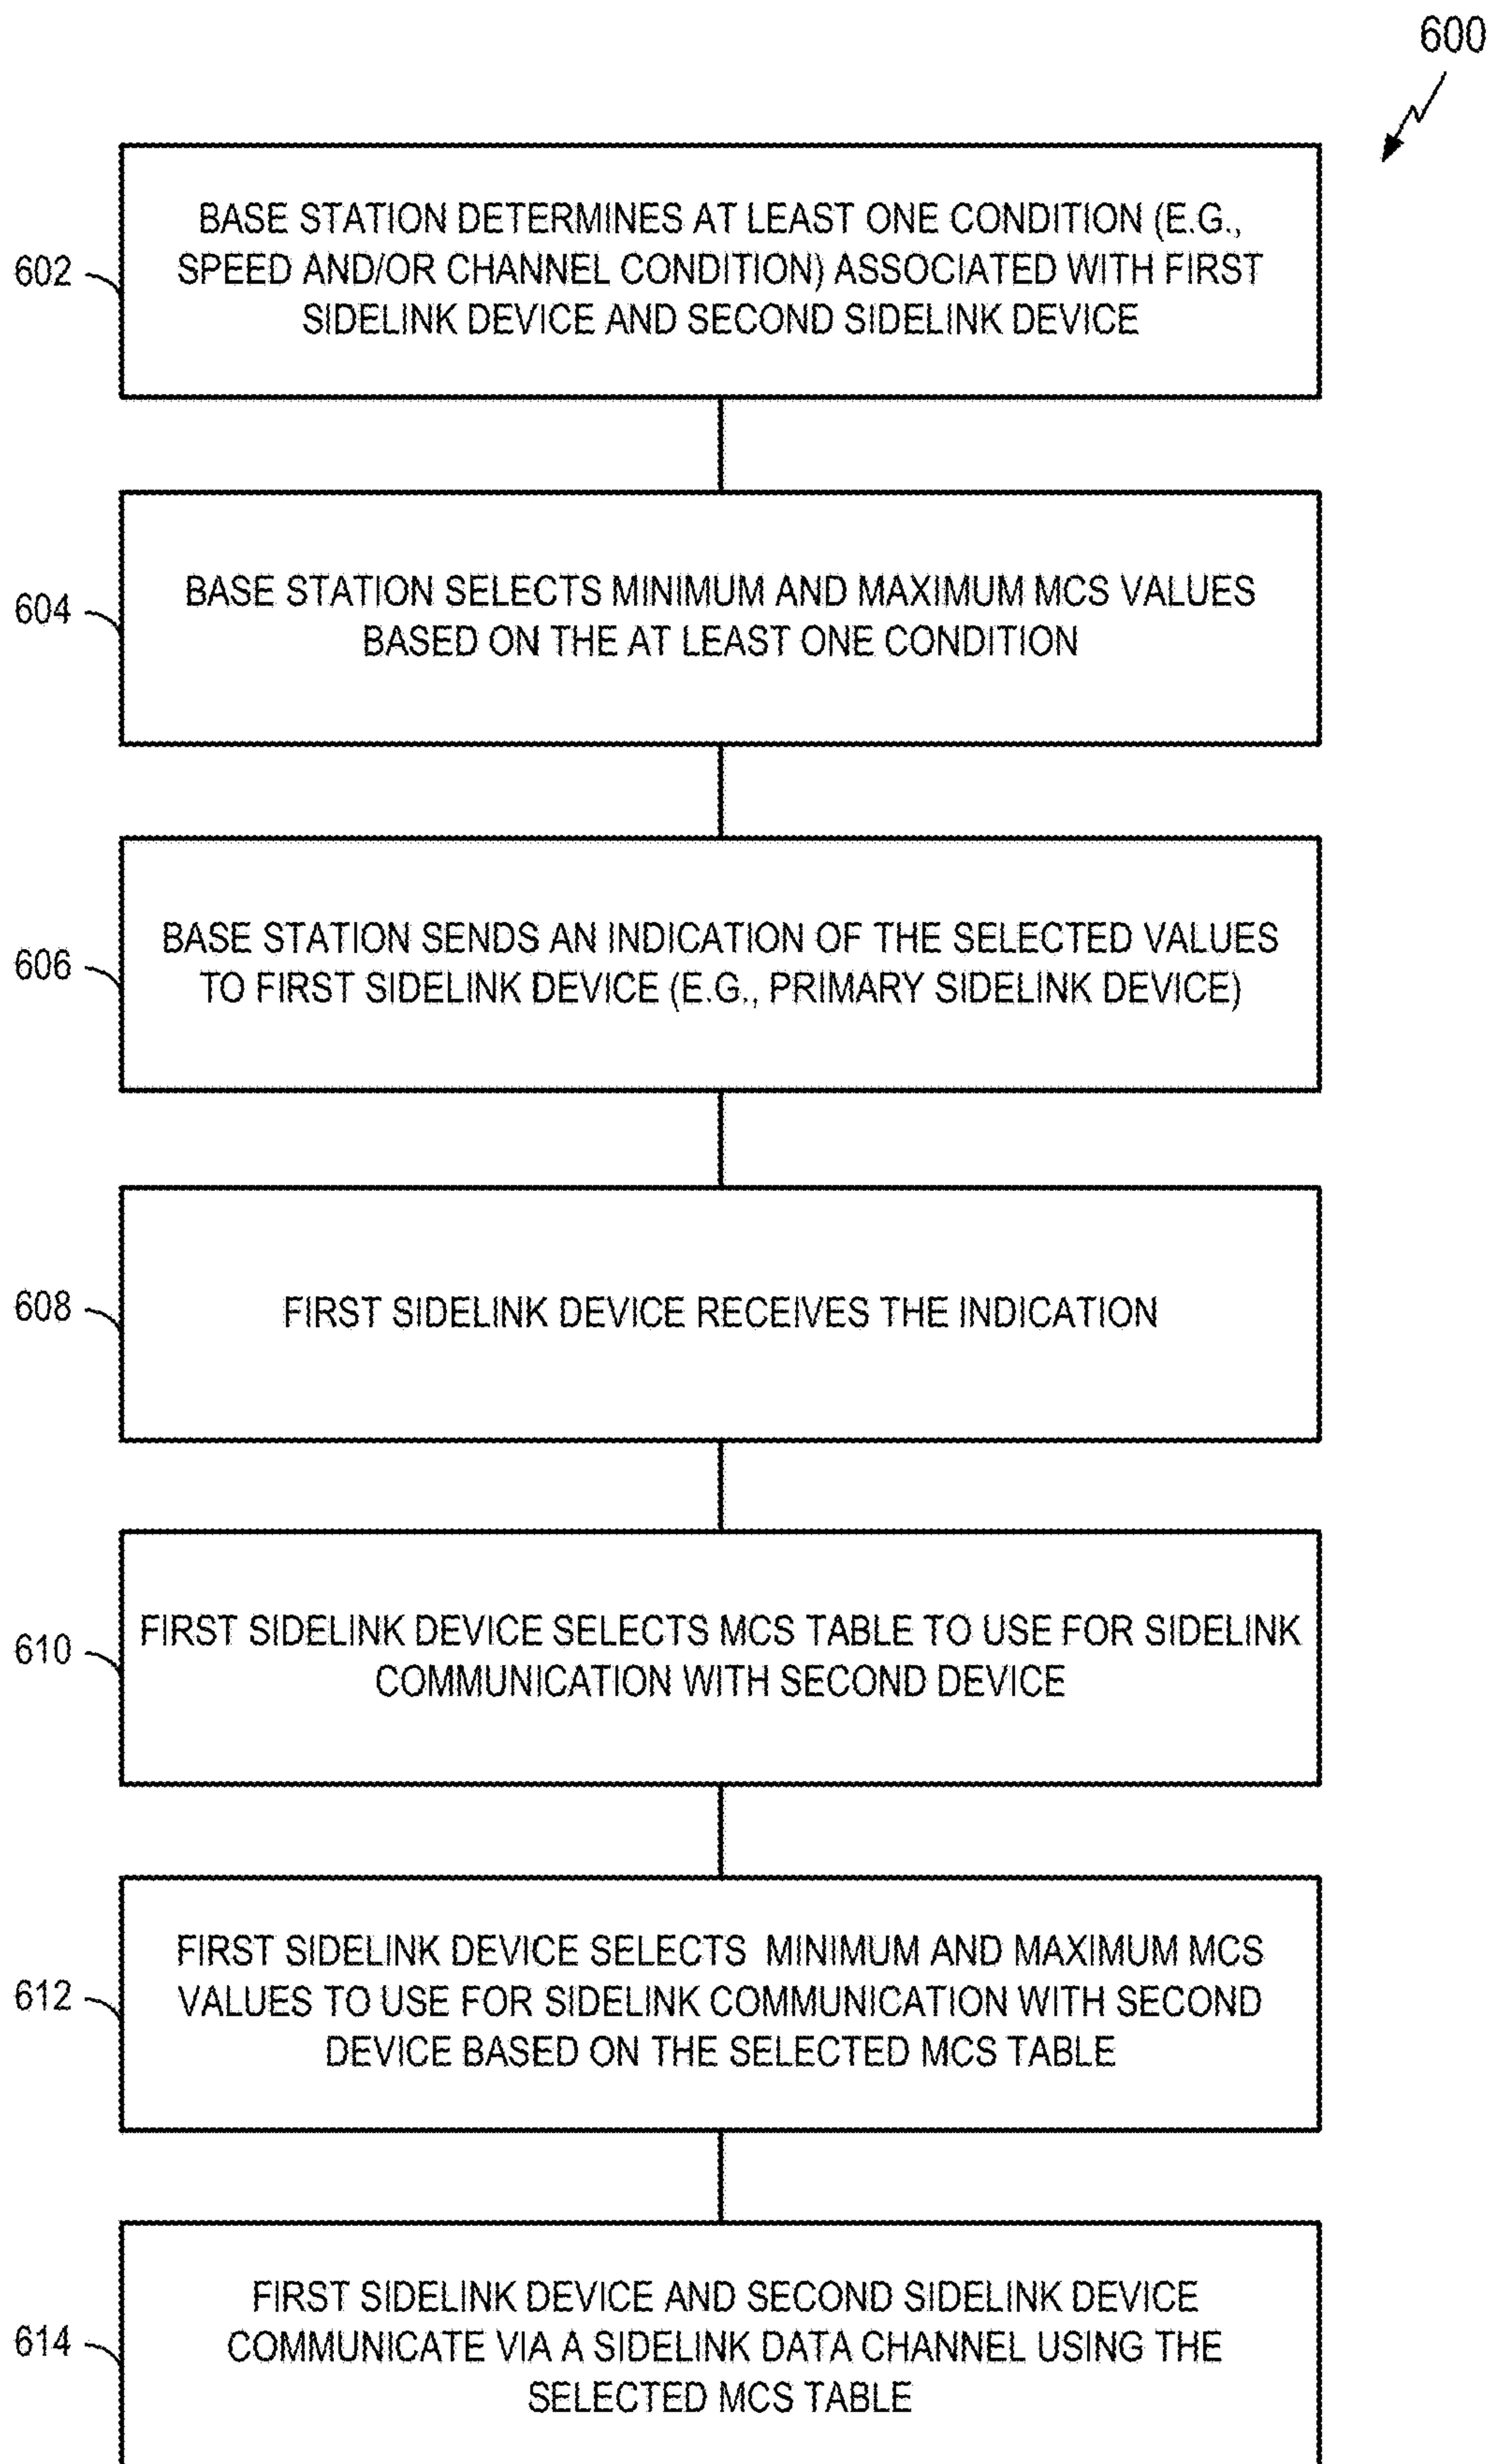 600
602
BASE STATION DETERMINES AT LEAST ONE CONDITION (E.G.,
SPEED AND/OR CHANNEL CONDITION) ASSOCIATED WITH FIRST
SIDELINK DEVICE AND SECOND SIDELINK DEVICE
604
BASE STATION SELECTS MINIMUM AND MAXIMUM MCS VALUES
BASED ON THE AT LEAST ONE CONDITION
606
BASE STATION SENDS AN INDICATION OF THE SELECTED VALUES
TO FIRST SIDELINK DEVICE (E.G., PRIMARY SIDELINK DEVICE)
608
FIRST SIDELINK DEVICE RECEIVES THE INDICATION
610
FIRST SIDELINK DEVICE SELECTS MCS TABLE TO USE FOR SIDELINK
COMMUNICATION WITH SECOND DEVICE
612
FIRST SIDELINK DEVICE SELECTS MINIMUM AND MAXIMUM MCS
VALUES TO USE FOR SIDELINK COMMUNICATION WITH SECOND
DEVICE BASED ON THE SELECTED MCS TABLE
614
FIRST SIDELINK DEVICE AND SECOND SIDELINK DEVICE
COMMUNICATE VIA A SIDELINK DATA CHANNEL USING THE
SELECTED MCS TABLE